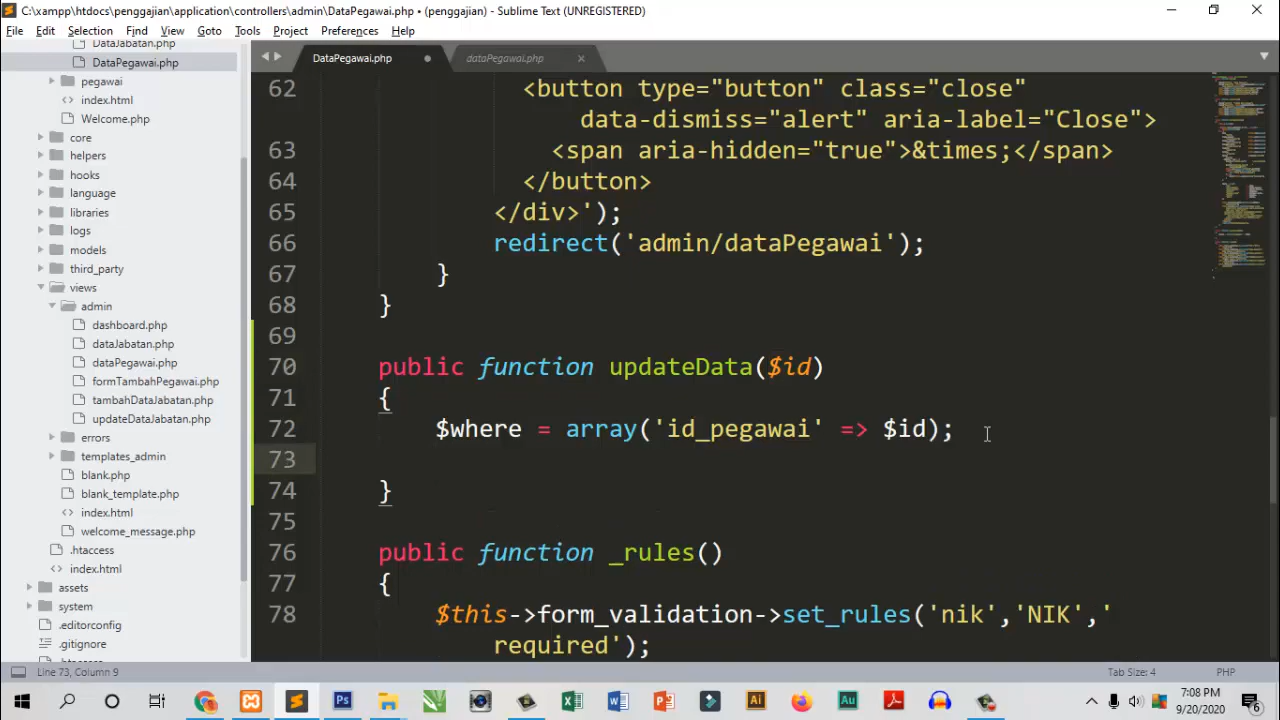 C:\xampp\htdocs\penggajian\application\controllers\admin\DataPegawai.php • (penggajian) - Sublime Text (UNREGISTERED)
File Edit Selection Find View Goto Tools Project Preferences Help
DataJabatan.php
DataPegawai.php
pegawai
index.html
Welcome.php
core
helpers
hooks
language
libraries
logs
models
third_party
views
admin
dashboard.php
dataJabatan.php
dataPegawai.php
formTambahPegawai.php
tambahDataJabatan.php
updateDataJabatan.php
errors
templates_admin
blank.php
blank_template.php
index.html
welcome_message.php
.htaccess
index.html
assets
system
.editorconfig
.gitignore
DataPegawai.php dataPegawai.php
62 <button type="button" class="close"
data-dismiss="alert" aria-label="Close">
63 <span aria-hidden="true">&times;</span>
64 </button>
65 </div>');
66 redirect('admin/dataPegawai');
67 }
68 }
69
70 public function updateData($id)
71 {
72 $where = array('id_pegawai' => $id);
73
74 }
75
76 public function _rules()
77 {
78 $this->form_validation->set_rules('nik','NIK','
required');
Line 73, Column 9 Tab Size: 4 PHP
7:08 PM
9/20/2020
6